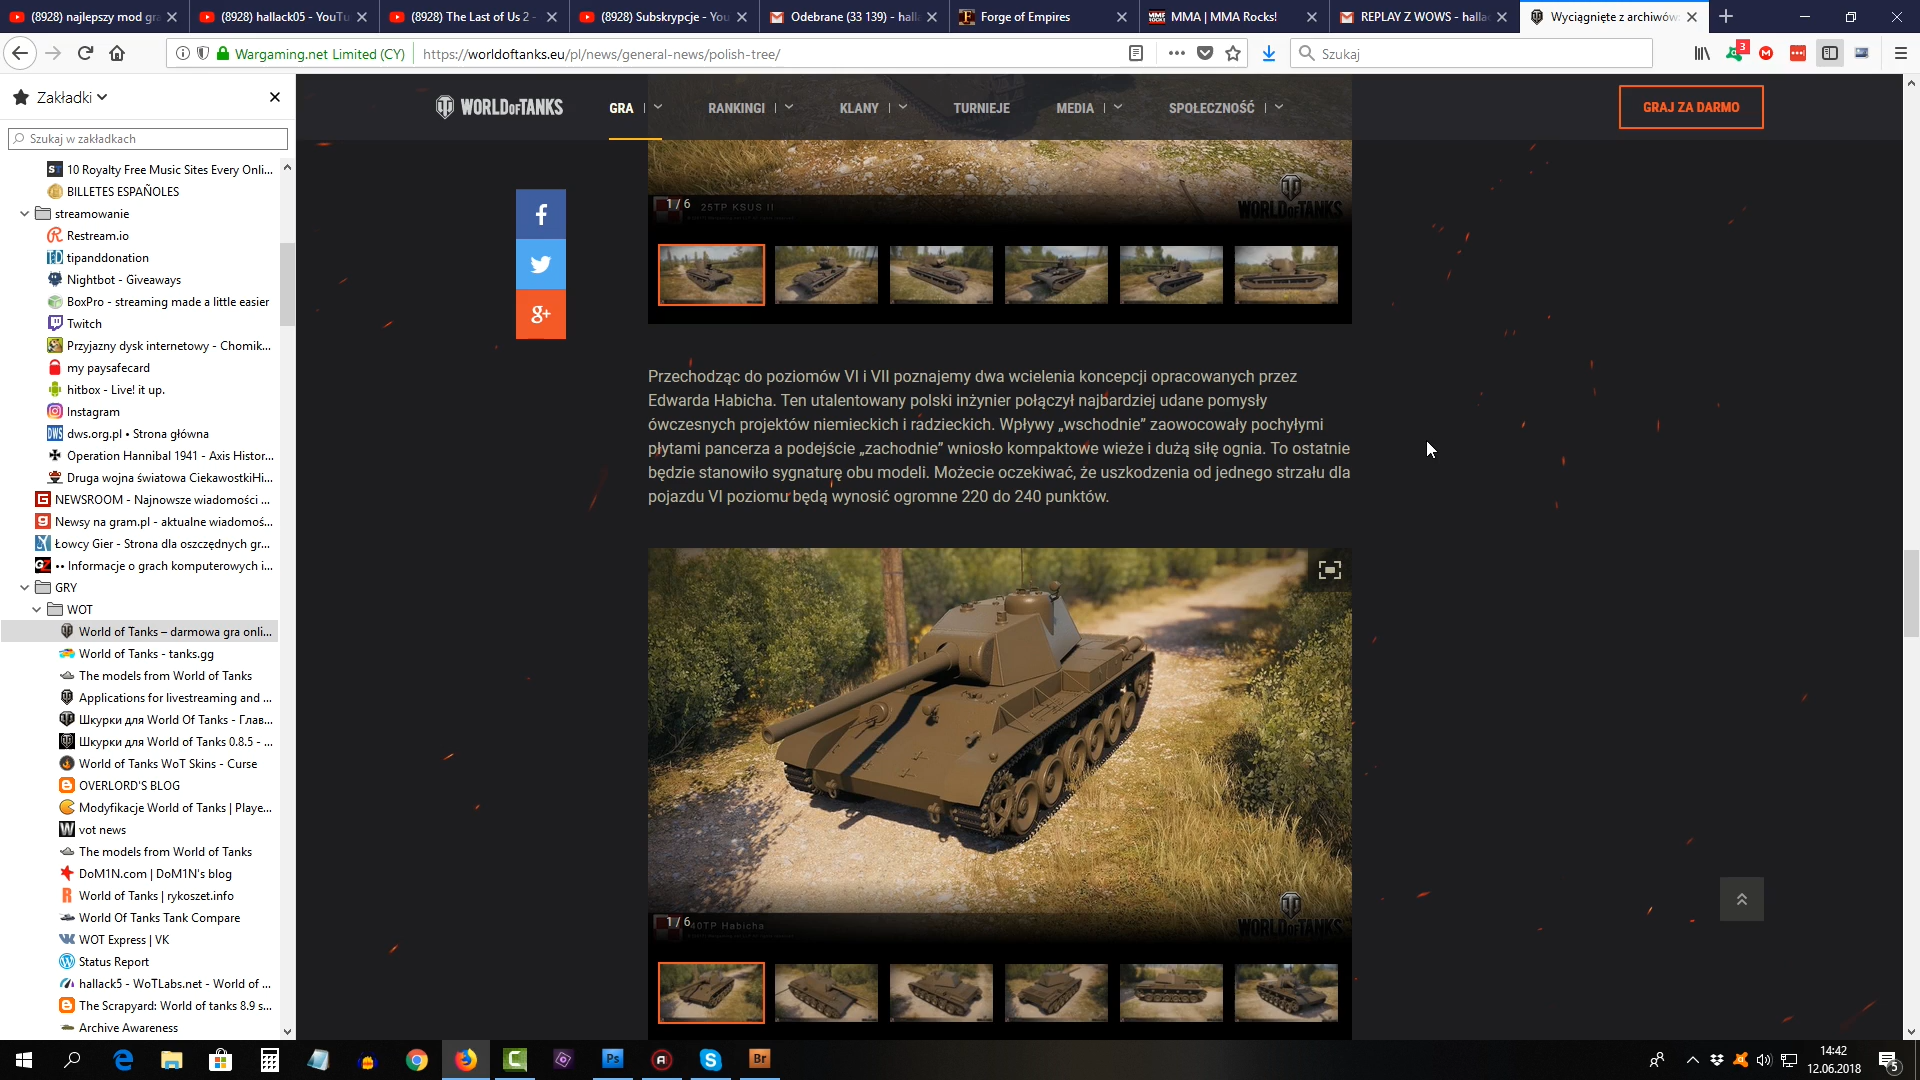 (8928) najlepszy mod gra
(8928) hallack05 - YouTu
(8928) The Last of Us 2 -
(8928) Subskrypcje - You
Odebrane (33 139) - hall
Forge of Empires
MMA | MMA Rocks!
REPLAY Z WOWS - halla
Wyciągnięte z archiwów:
Wargaming.net Limited (CY)
https://worldoftanks.eu/pl/news/general-news/polish-tree/
Szukaj
3
Zakładki
WORLD OF TANKS
GRA
RANKINGI
KLANY
TURNIEJE
MEDIA
SPOŁECZNOŚĆ
GRAJ ZA DARMO
Szukaj w zakładkach
10 Royalty Free Music Sites Every Onli...
BILLETES ESPAÑOLES
streamowanie
Restream.io
tipanddonation
Nightbot - Giveaways
BoxPro - streaming made a little easier
Twitch
Przyjazny dysk internetowy - Chomik...
my paysafecard
hitbox - Live! it up.
Instagram
dws.org.pl • Strona główna
Operation Hannibal 1941 - Axis Histor...
Druga wojna światowa CiekawostkiHi...
NEWSROOM - Najnowsze wiadomości ...
Newsy na gram.pl - aktualne wiadomoś...
Łowcy Gier - Strona dla oszczędnych gr...
•• Informacje o grach komputerowych i...
GRY
WOT
World of Tanks – darmowa gra onli...
World of Tanks - tanks.gg
The models from World of Tanks
Applications for livestreaming and ...
Шкурки для World Of Tanks - Глав...
Шкурки для World of Tanks 0.8.5 - ...
World of Tanks WoT Skins - Curse
OVERLORD'S BLOG
Modyfikacje World of Tanks | Playe...
vot news
The models from World of Tanks
DoM1N.com | DoM1N's blog
World of Tanks | rykoszet.info
World Of Tanks Tank Compare
WOT Express | VK
Status Report
hallack5 - WoTLabs.net - World of ...
The Scrapyard: World of tanks 8.9 s...
Archive Awareness
1 / 6
25TP KSUS II
WORLD OF TANKS
Przechodząc do poziomów VI i VII poznajemy dwa wcielenia koncepcji opracowanych przez
Edwarda Habicha. Ten utalentowany polski inżynier połączył najbardziej udane pomysły
ówczesnych projektów niemieckich i radzieckich. Wpływy „wschodnie” zaowocowały pochyłymi
płytami pancerza a podejście „zachodnie” wniosło kompaktowe wieże i dużą siłę ognia. To ostatnie
będzie stanowiło sygnaturę obu modeli. Możecie oczekiwać, że uszkodzenia od jednego strzału dla
pojazdu VI poziomu będą wynosić ogromne 220 do 240 punktów.
1 / 6
40TP Habicha
WORLD OF TANKS
Ps
Br
14:42
12.06.2018
5